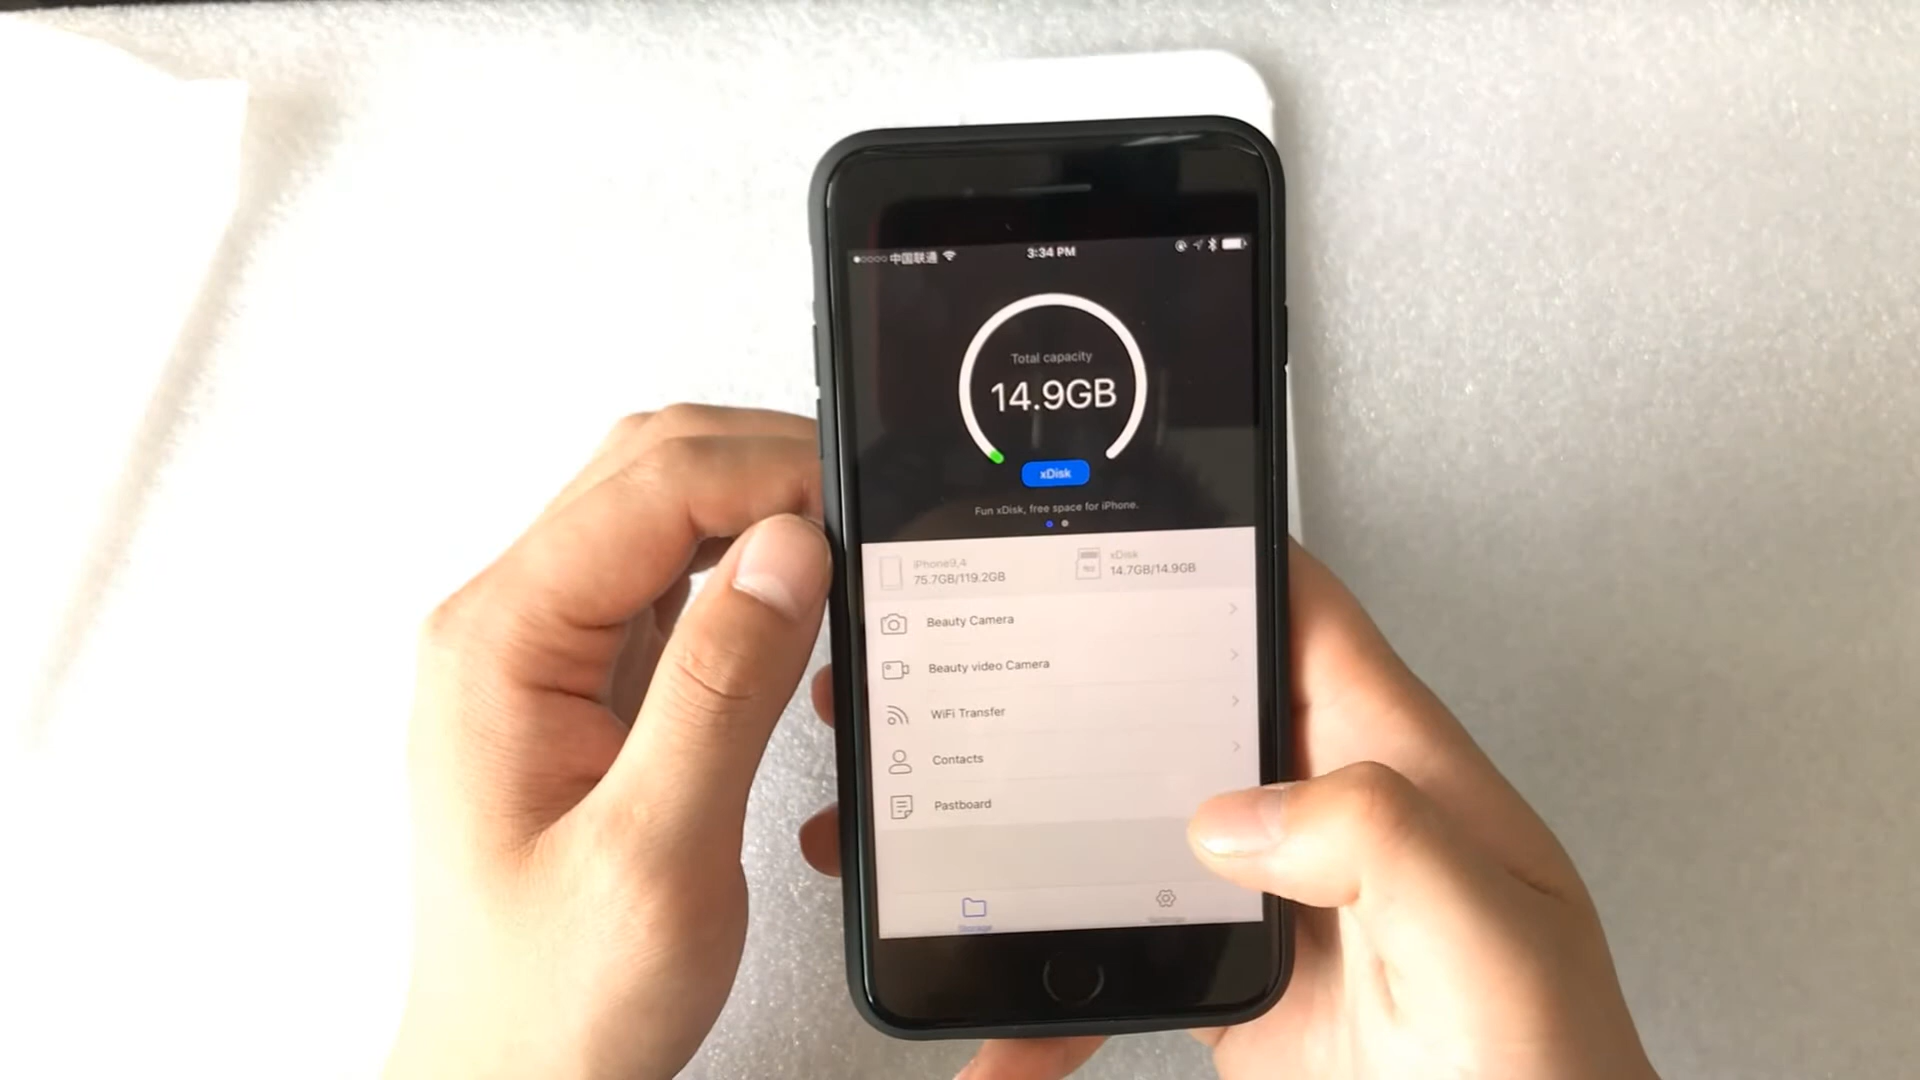 中国联通
3:34 PM
Total capacity
14.9GB
xDisk
Fun xDisk, free space for iPhone.
iPhone9,4
75.7GB/119.2GB
xDisk
14.7GB/14.9GB
Beauty Camera
Beauty video Camera
WiFi Transfer
Contacts
Pastboard
Storage